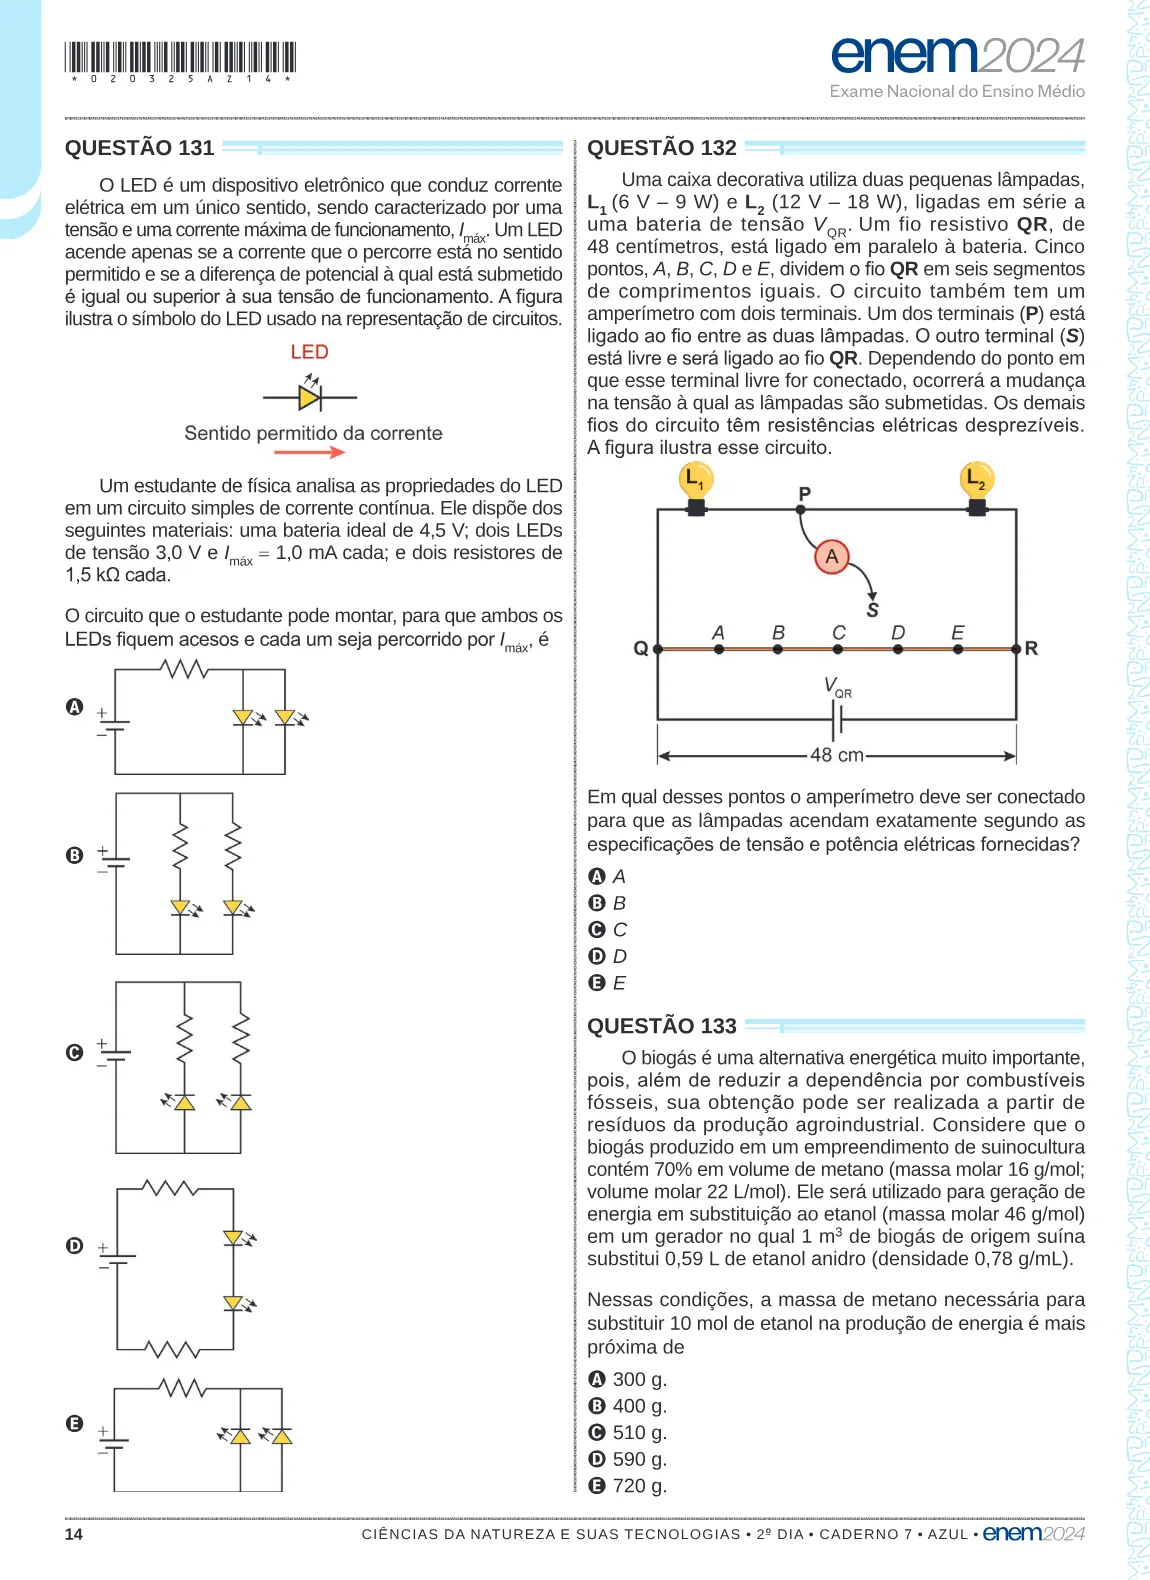 *020325AZ14*
enem2024
Exame Nacional do Ensino Médio
QUESTÃO 131
O LED é um dispositivo eletrônico que conduz corrente
elétrica em um único sentido, sendo caracterizado por uma
tensão e uma corrente máxima de funcionamento, Imáx. Um LED
acende apenas se a corrente que o percorre está no sentido
permitido e se a diferença de potencial à qual está submetido
é igual ou superior à sua tensão de funcionamento. A figura
ilustra o símbolo do LED usado na representação de circuitos.
LED
Sentido permitido da corrente
Um estudante de física analisa as propriedades do LED
em um circuito simples de corrente contínua. Ele dispõe dos
seguintes materiais: uma bateria ideal de 4,5 V; dois LEDs
de tensão 3,0 V e Imáx = 1,0 mA cada; e dois resistores de
1,5 kΩ cada.
O circuito que o estudante pode montar, para que ambos os
LEDs fiquem acesos e cada um seja percorrido por Imáx, é
A
+
–
B
+
–
C
+
–
D
+
–
E
+
–
QUESTÃO 132
Uma caixa decorativa utiliza duas pequenas lâmpadas,
L1 (6 V – 9 W) e L2 (12 V – 18 W), ligadas em série a
uma bateria de tensão VQR. Um fio resistivo QR, de
48 centímetros, está ligado em paralelo à bateria. Cinco
pontos, A, B, C, D e E, dividem o fio QR em seis segmentos
de comprimentos iguais. O circuito também tem um
amperímetro com dois terminais. Um dos terminais (P) está
ligado ao fio entre as duas lâmpadas. O outro terminal (S)
está livre e será ligado ao fio QR. Dependendo do ponto em
que esse terminal livre for conectado, ocorrerá a mudança
na tensão à qual as lâmpadas são submetidas. Os demais
fios do circuito têm resistências elétricas desprezíveis.
A figura ilustra esse circuito.
L1
P
L2
A
S
Q
A
B
C
D
E
R
VQR
48 cm
Em qual desses pontos o amperímetro deve ser conectado
para que as lâmpadas acendam exatamente segundo as
especificações de tensão e potência elétricas fornecidas?
A A
B B
C C
D D
E E
QUESTÃO 133
O biogás é uma alternativa energética muito importante,
pois, além de reduzir a dependência por combustíveis
fósseis, sua obtenção pode ser realizada a partir de
resíduos da produção agroindustrial. Considere que o
biogás produzido em um empreendimento de suinocultura
contém 70% em volume de metano (massa molar 16 g/mol;
volume molar 22 L/mol). Ele será utilizado para geração de
energia em substituição ao etanol (massa molar 46 g/mol)
em um gerador no qual 1 m³ de biogás de origem suína
substitui 0,59 L de etanol anidro (densidade 0,78 g/mL).
Nessas condições, a massa de metano necessária para
substituir 10 mol de etanol na produção de energia é mais
próxima de
A 300 g.
B 400 g.
C 510 g.
D 590 g.
E 720 g.
14
CIÊNCIAS DA NATUREZA E SUAS TECNOLOGIAS • 2º DIA • CADERNO 7 • AZUL • enem2024